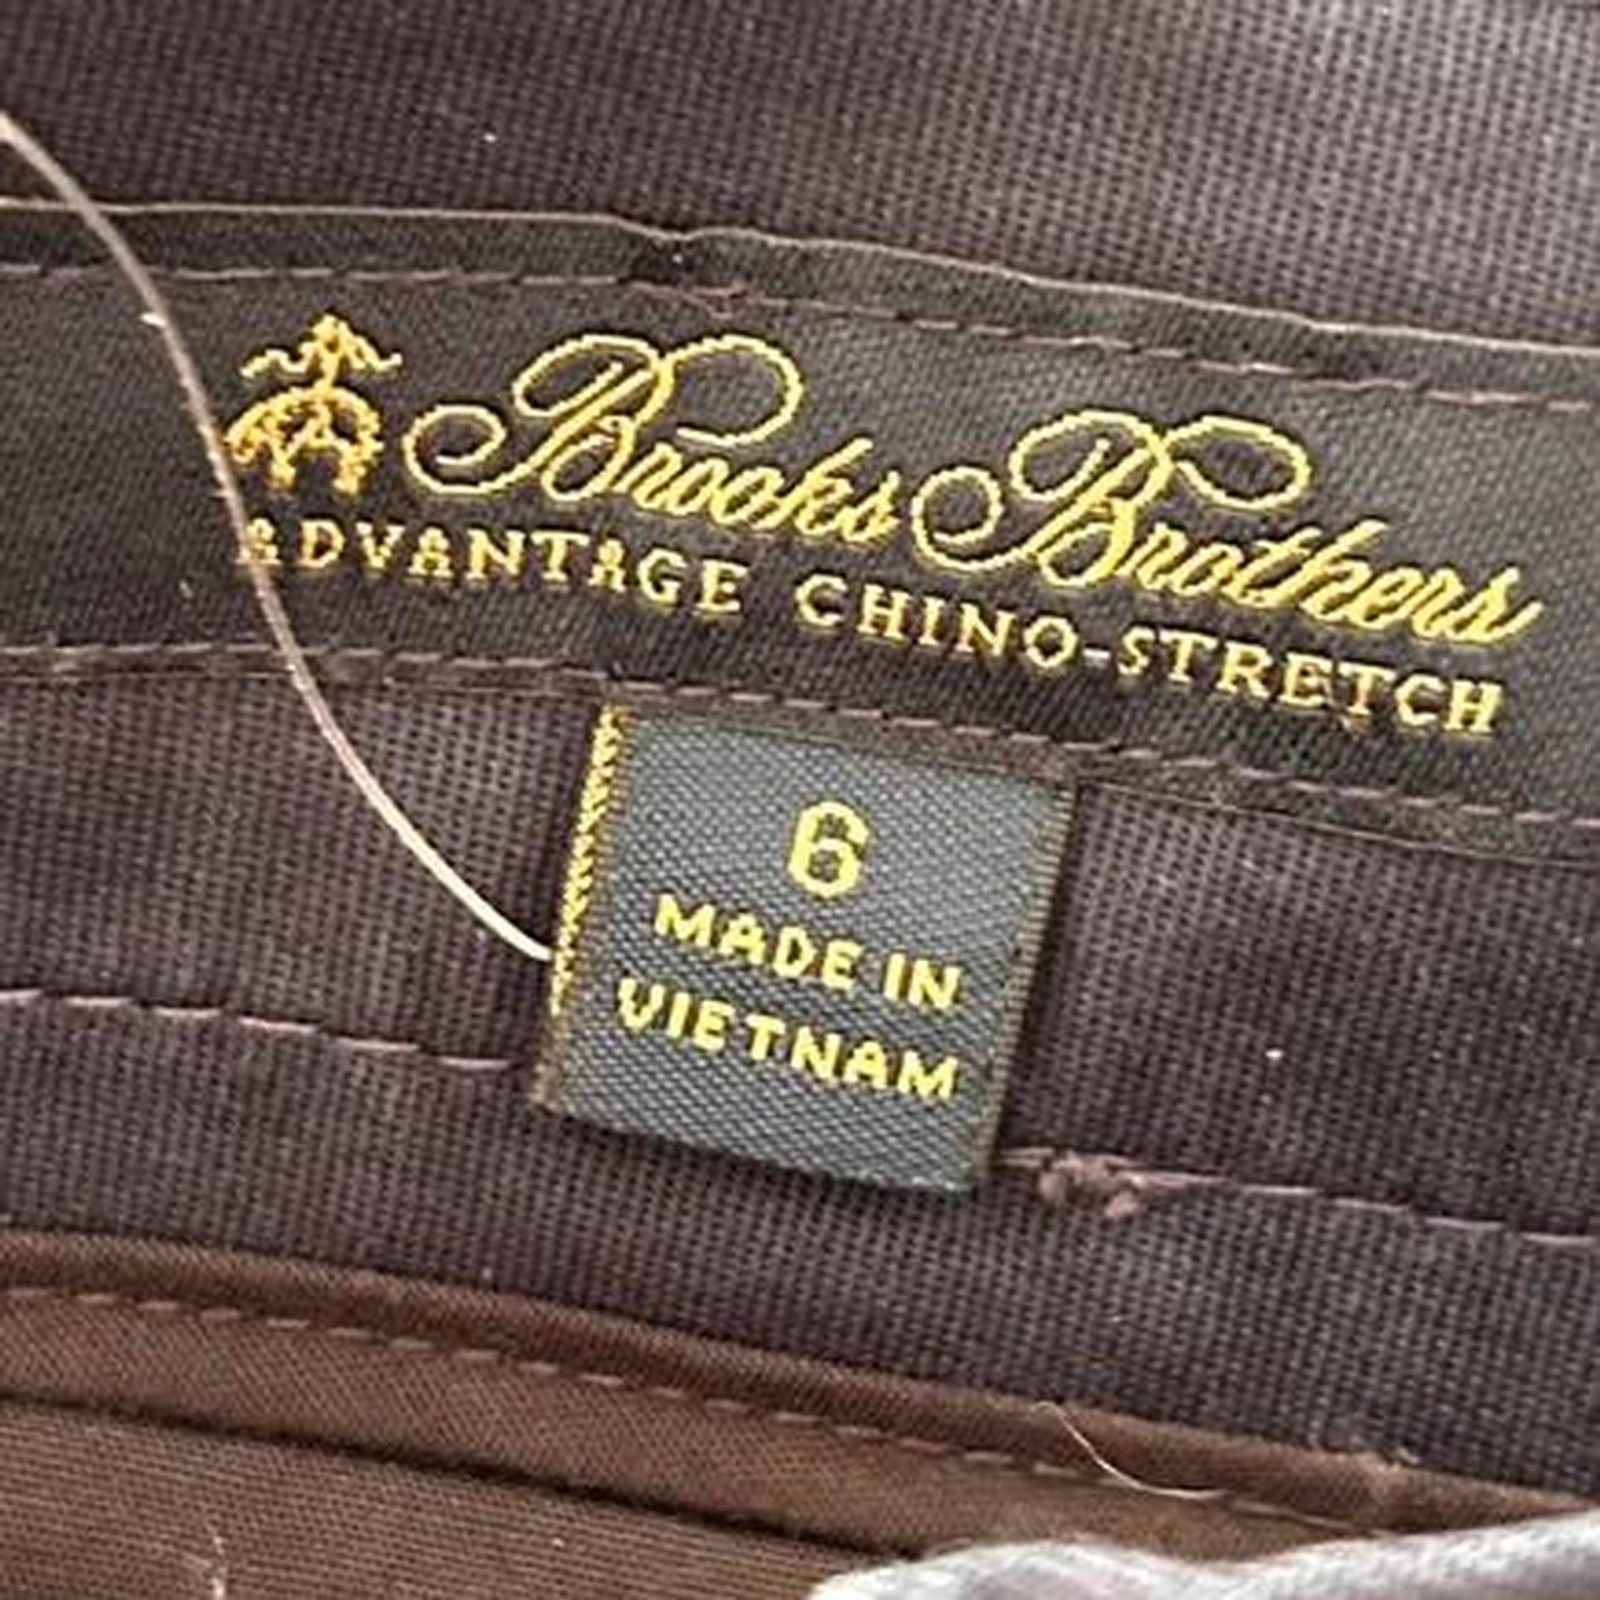 Brooks Brothers
ADVANTAGE CHINO-STRETCH
6
MADE IN
VIETNAM